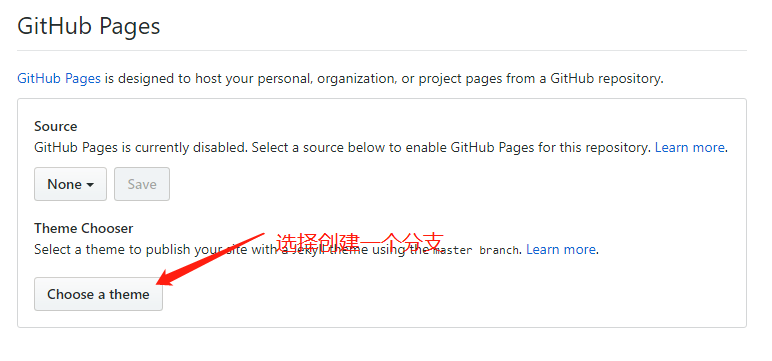 GitHub Pages
GitHub Pages is designed to host your personal, organization, or project pages from a GitHub repository.
Source
GitHub Pages is currently disabled. Select a source below to enable GitHub Pages for this repository. Learn more.
None Save
Theme Chooser
选择创建一个分支
Select a theme to publish your site with a Jekyll theme using the master branch. Learn more.
Choose a theme